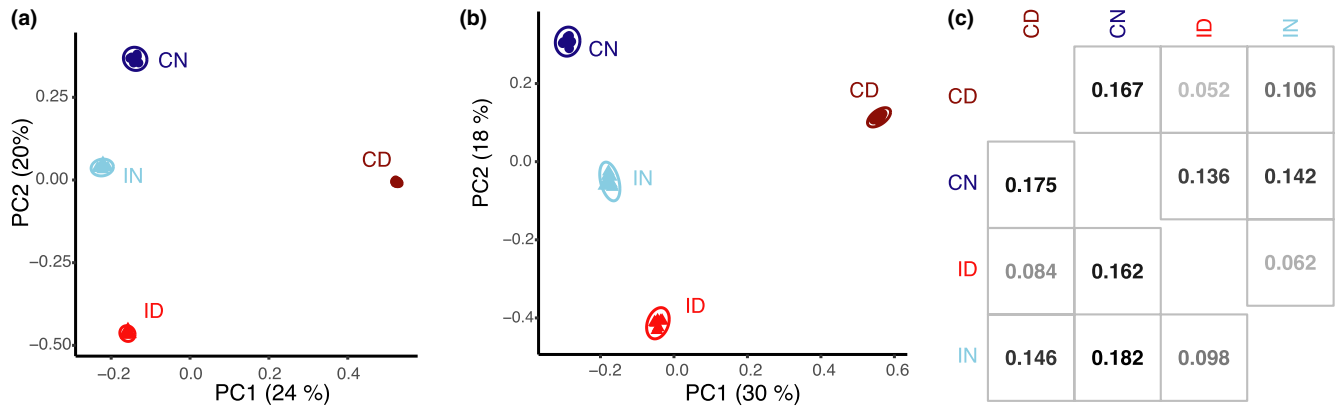 (a)
PC2 (20%)
0.25
0.00
−0.25
−0.50
CN
IN
CD
ID
−0.2
0.0
0.2
0.4
PC1 (24 %)
(b)
PC2 (18 %)
0.2
0.0
−0.2
−0.4
CN
CD
IN
ID
−0.2
0.0
0.2
0.4
0.6
PC1 (30 %)
(c)
CD CN ID IN
CD 0.167 0.052 0.106
CN 0.175 0.136 0.142
ID 0.084 0.162 0.062
IN 0.146 0.182 0.098